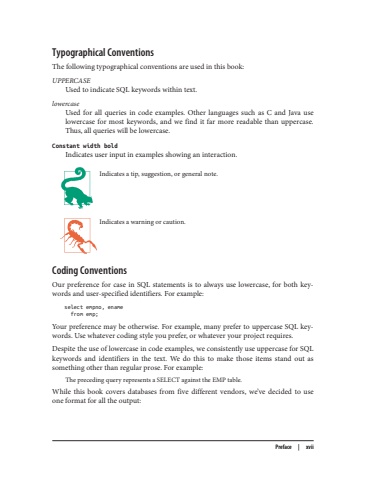 Typographical Conventions
The following typographical conventions are used in this book:
UPPERCASE
Used to indicate SQL keywords within text.
lowercase
Used for all queries in code examples. Other languages such as C and Java use
lowercase for most keywords, and we find it far more readable than uppercase.
Thus, all queries will be lowercase.
Constant width bold
Indicates user input in examples showing an interaction.
Indicates a tip, suggestion, or general note.
Indicates a warning or caution.
Coding Conventions
Our preference for case in SQL statements is to always use lowercase, for both key-
words and user-specified identifiers. For example:
select empno, ename
from emp;
Your preference may be otherwise. For example, many prefer to uppercase SQL key-
words. Use whatever coding style you prefer, or whatever your project requires.
Despite the use of lowercase in code examples, we consistently use uppercase for SQL
keywords and identifiers in the text. We do this to make those items stand out as
something other than regular prose. For example:
The preceding query represents a SELECT against the EMP table.
While this book covers databases from five different vendors, we've decided to use
one format for all the output:
Preface | xvii